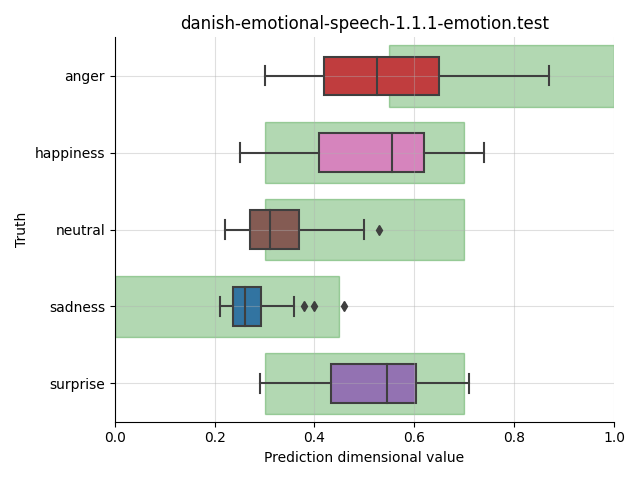 danish-emotional-speech-1.1.1-emotion.test
Truth
anger
happiness
neutral
sadness
surprise
0.0 0.2 0.4 0.6 0.8 1.0
Prediction dimensional value